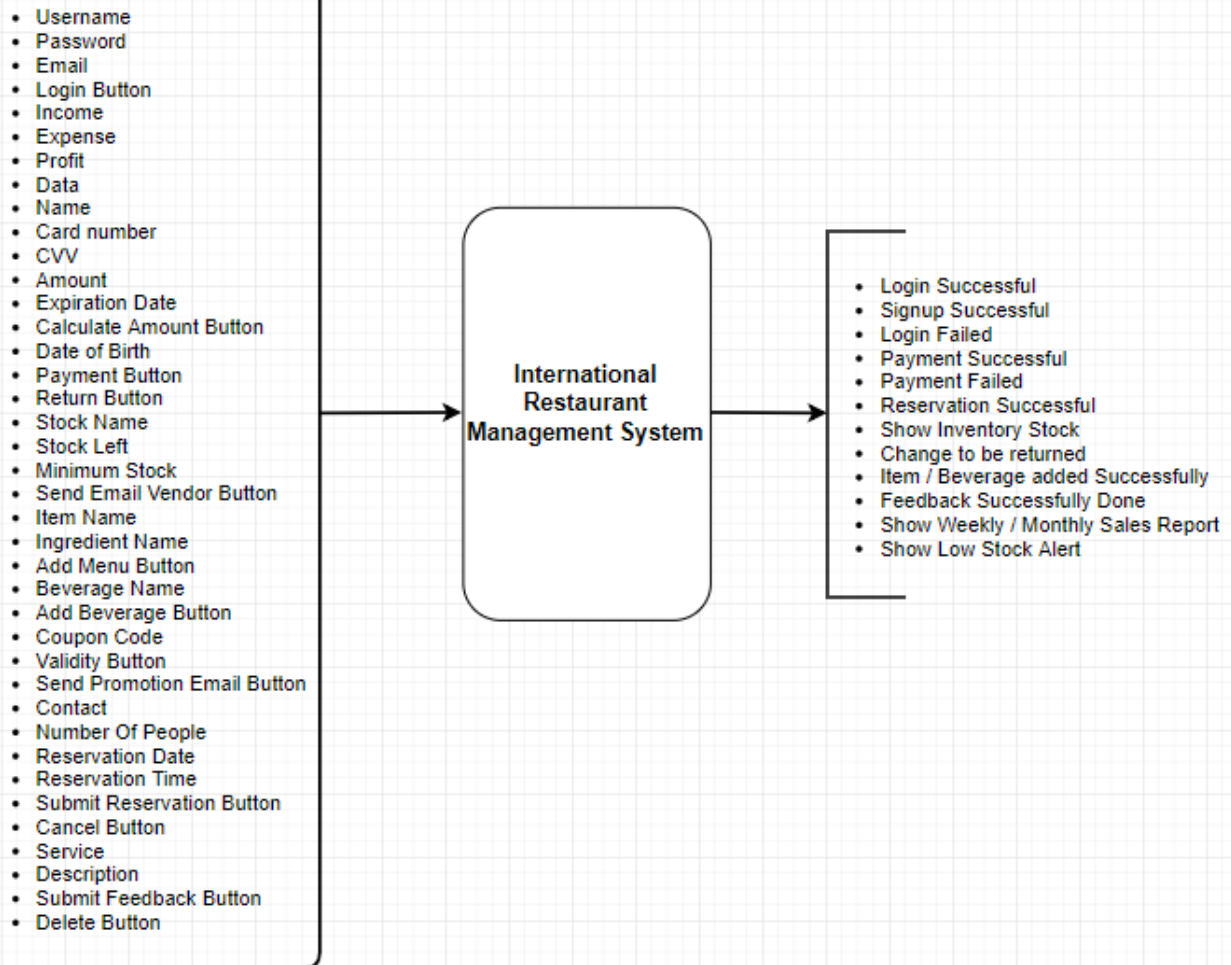 • Username
• Password
• Email
• Login Button
• Income
• Expense
• Profit
• Data
• Name
• Card number
• CVV
• Amount
• Expiration Date
• Calculate Amount Button
• Date of Birth
• Payment Button
• Return Button
• Stock Name
• Stock Left
• Minimum Stock
• Send Email Vendor Button
• Item Name
• Ingredient Name
• Add Menu Button
• Beverage Name
• Add Beverage Button
• Coupon Code
• Validity Button
• Send Promotion Email Button
• Contact
• Number Of People
• Reservation Date
• Reservation Time
• Submit Reservation Button
• Cancel Button
• Service
• Description
• Submit Feedback Button
• Delete Button
International
Restaurant
Management System
• Login Successful
• Signup Successful
• Login Failed
• Payment Successful
• Payment Failed
• Reservation Successful
• Show Inventory Stock
• Change to be returned
• Item / Beverage added Successfully
• Feedback Successfully Done
• Show Weekly / Monthly Sales Report
• Show Low Stock Alert